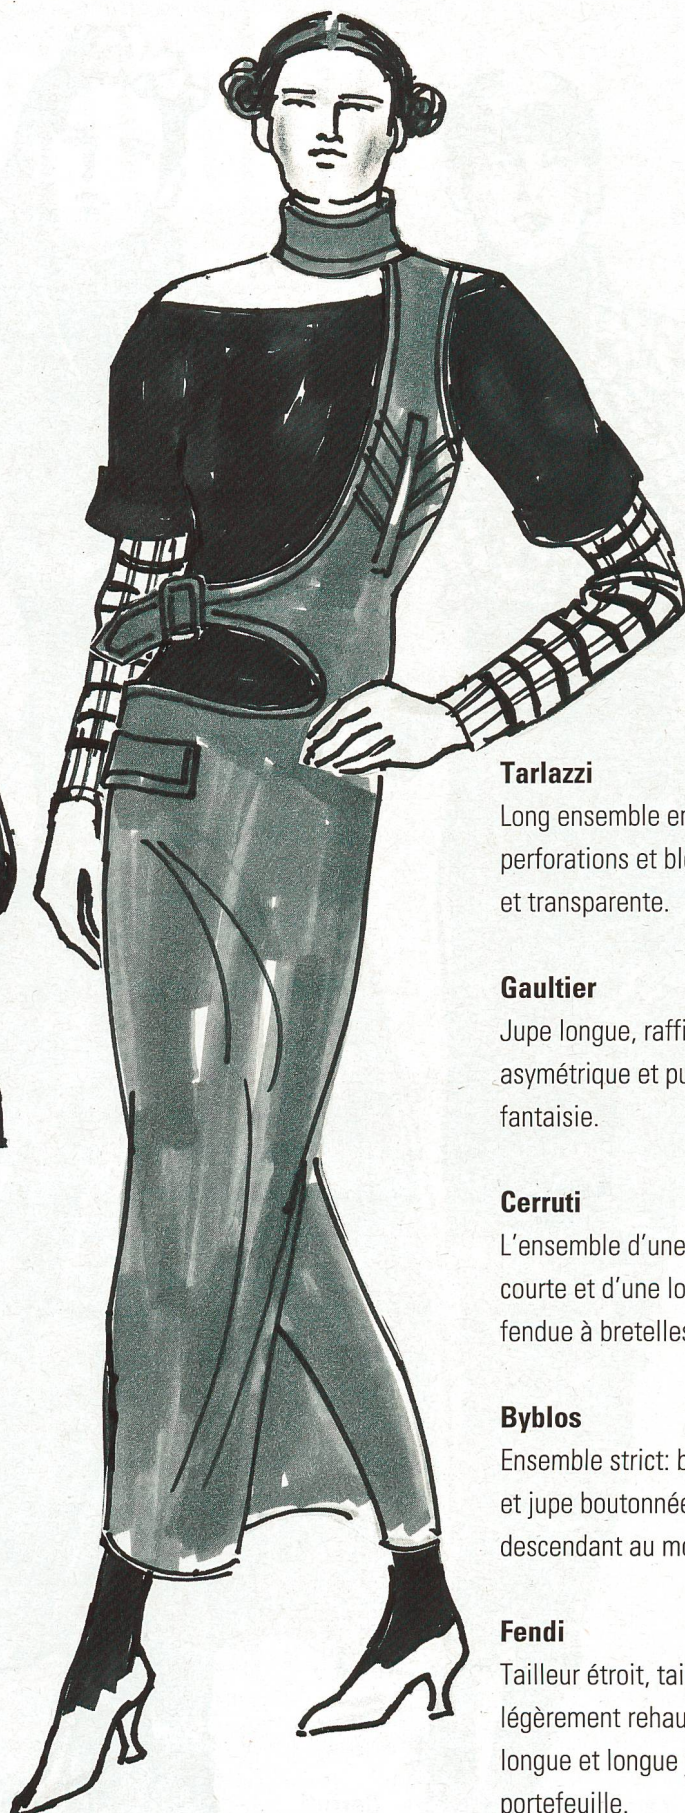 Tarlazzi
Long ensemble en
perforations et bl
et transparente.
Gaultier
Jupe longue, raffi
asymétrique et pu
fantaisie.
Cerruti
L'ensemble d'une
courte et d'une lo
fendue à bretelles
Byblos
Ensemble strict: b
et jupe boutonnée
descendant au mo
Fendi
Tailleur étroit, tai
légèrement rehau
longue et longue
portefeuille.